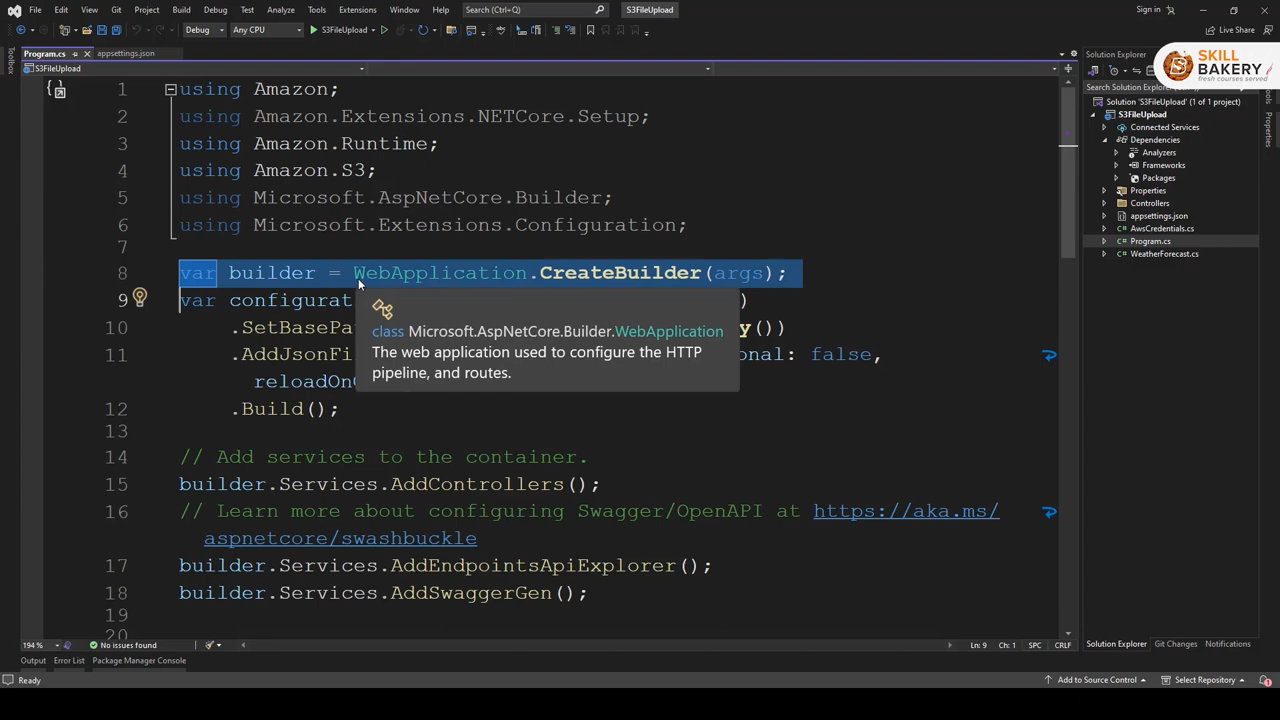 File Edit View Git Project Build Debug Test Analyze Tools Extensions Window Help Search (Ctrl+Q) S3FileUpload Sign in
Debug Any CPU S3FileUpload
Program.cs appsettings.json
S3FileUpload
Toolbox
1 using Amazon;
2 using Amazon.Extensions.NETCore.Setup;
3 using Amazon.Runtime;
4 using Amazon.S3;
5 using Microsoft.AspNetCore.Builder;
6 using Microsoft.Extensions.Configuration;
7
8 var builder = WebApplication.CreateBuilder(args);
9 var configurat )
class Microsoft.AspNetCore.Builder.WebApplication
The web application used to configure the HTTP
pipeline, and routes.
10 .SetBasePa y())
11 .AddJsonFi onal: false,
reloadOn
12 .Build();
13
14 // Add services to the container.
15 builder.Services.AddControllers();
16 // Learn more about configuring Swagger/OpenAPI at https://aka.ms/
aspnetcore/swashbuckle
17 builder.Services.AddEndpointsApiExplorer();
18 builder.Services.AddSwaggerGen();
19
20
194 % No issues found Ln: 9 Ch: 1 SPC CRLF
Output Error List Package Manager Console
Ready Add to Source Control Select Repository 1
Solution Explorer
SKILL
BAKERY
fresh courses served
Search Solution Explorer
Solution 'S3FileUpload' (1 of 1 project)
S3FileUpload
Connected Services
Dependencies
Analyzers
Frameworks
Packages
Properties
Controllers
appsettings.json
AwsCredentials.cs
Program.cs
WeatherForecast.cs
Properties
Solution Explorer Git Changes Notifications